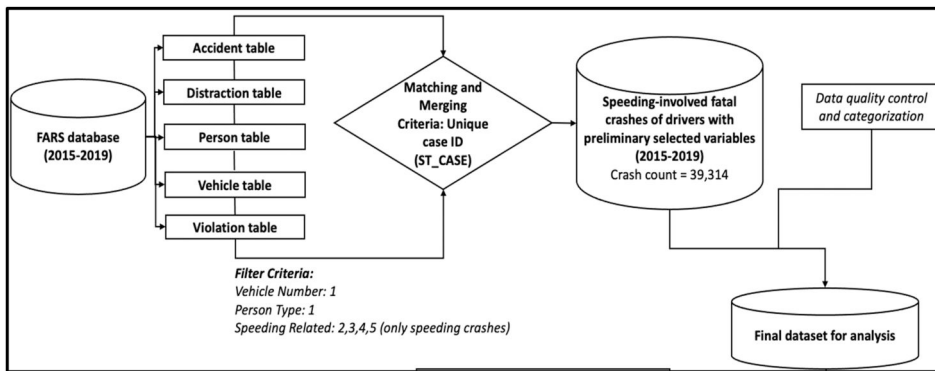 FARS database
(2015-2019)
Accident table
Distraction table
Person table
Vehicle table
Violation table
Filter Criteria:
Vehicle Number: 1
Person Type: 1
Speeding Related: 2,3,4,5 (only speeding crashes)
Matching and
Merging
Criteria: Unique
case ID
(ST_CASE)
Speeding-involved fatal
crashes of drivers with
preliminary selected variables
(2015-2019)
Crash count = 39,314
Data quality control
and categorization
Final dataset for analysis